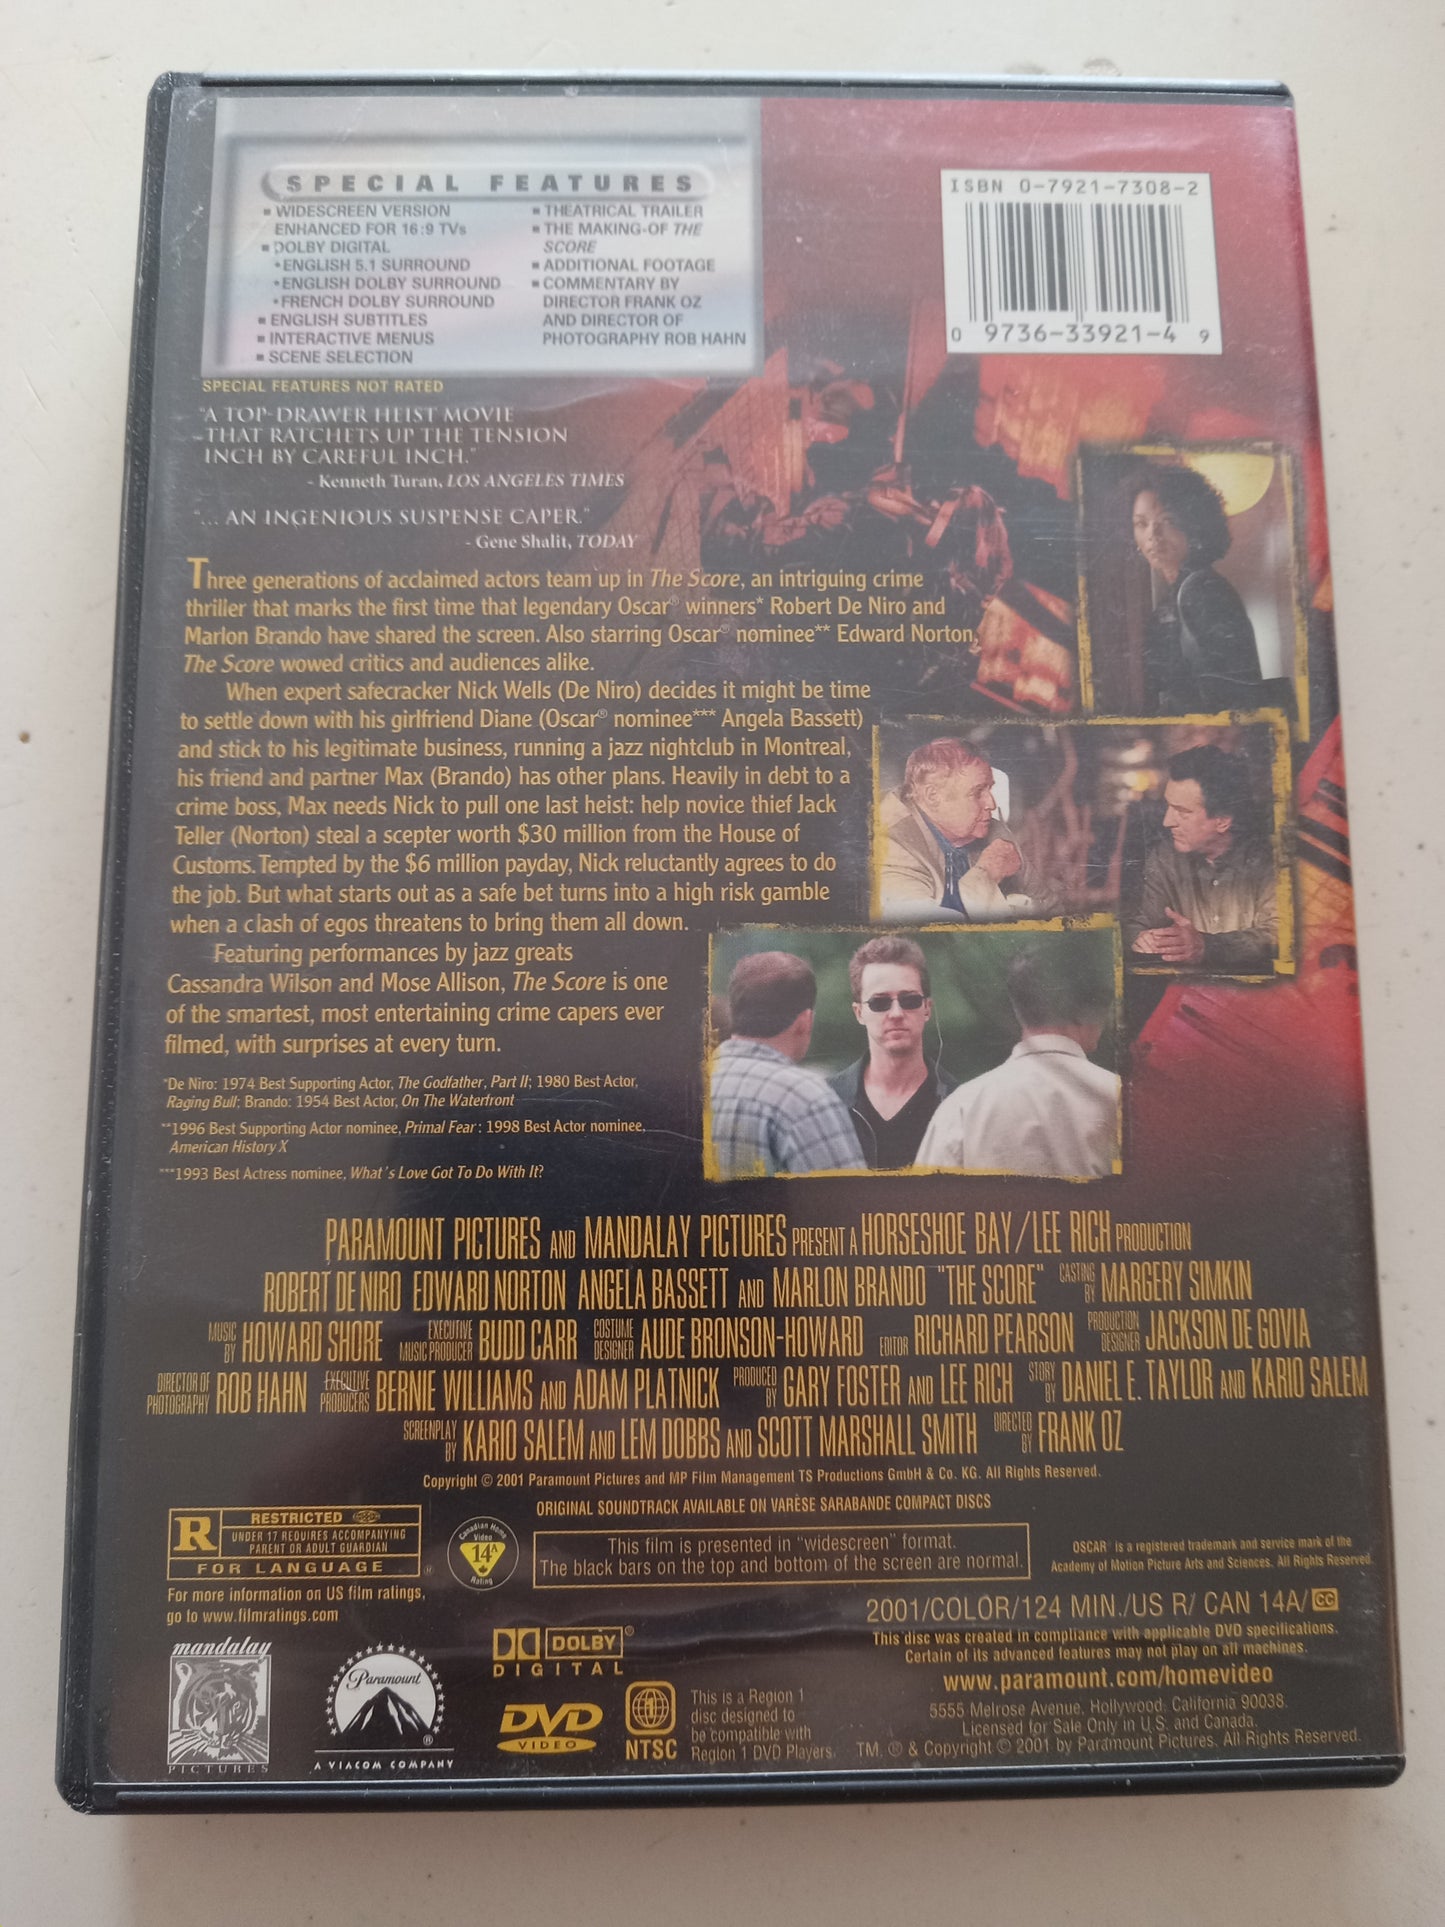 SPECIAL FEATURES
▪ WIDESCREEN VERSION
ENHANCED FOR 16:9 TVs
▪ DOLBY DIGITAL
• ENGLISH 5.1 SURROUND
• ENGLISH DOLBY SURROUND
• FRENCH DOLBY SURROUND
▪ ENGLISH SUBTITLES
▪ INTERACTIVE MENUS
▪ SCENE SELECTION
▪ THEATRICAL TRAILER
▪ THE MAKING-OF THE
SCORE
▪ ADDITIONAL FOOTAGE
▪ COMMENTARY BY
DIRECTOR FRANK OZ
AND DIRECTOR OF
PHOTOGRAPHY ROB HAHN
SPECIAL FEATURES NOT RATED
ISBN 0-7921-7308-2
0 9736-33921-4 9
"A TOP-DRAWER HEIST MOVIE
THAT RATCHETS UP THE TENSION
INCH BY CAREFUL INCH."
- Kenneth Turan, LOS ANGELES TIMES
"... AN INGENIOUS SUSPENSE CAPER."
- Gene Shalit, TODAY
Three generations of acclaimed actors team up in The Score, an intriguing crime
thriller that marks the first time that legendary Oscar® winners* Robert De Niro and
Marlon Brando have shared the screen. Also starring Oscar® nominee** Edward Norton,
The Score wowed critics and audiences alike.
When expert safecracker Nick Wells (De Niro) decides it might be time
to settle down with his girlfriend Diane (Oscar® nominee*** Angela Bassett)
and stick to his legitimate business, running a jazz nightclub in Montreal,
his friend and partner Max (Brando) has other plans. Heavily in debt to a
crime boss, Max needs Nick to pull one last heist: help novice thief Jack
Teller (Norton) steal a scepter worth $30 million from the House of
Customs. Tempted by the $6 million payday, Nick reluctantly agrees to do
the job. But what starts out as a safe bet turns into a high risk gamble
when a clash of egos threatens to bring them all down.
Featuring performances by jazz greats
Cassandra Wilson and Mose Allison, The Score is one
of the smartest, most entertaining crime capers ever
filmed, with surprises at every turn.
*De Niro: 1974 Best Supporting Actor, The Godfather, Part II; 1980 Best Actor,
Raging Bull; Brando: 1954 Best Actor, On The Waterfront
**1996 Best Supporting Actor nominee, Primal Fear: 1998 Best Actor nominee,
American History X
***1993 Best Actress nominee, What's Love Got To Do With It?
PARAMOUNT PICTURES AND MANDALAY PICTURES PRESENT A HORSESHOE BAY/LEE RICH PRODUCTION
ROBERT DE NIRO EDWARD NORTON ANGELA BASSETT AND MARLON BRANDO "THE SCORE" CASTING BY MARGERY SIMKIN
MUSIC BY HOWARD SHORE EXECUTIVE MUSIC PRODUCER BUDD CARR COSTUME DESIGNER AUDE BRONSON-HOWARD EDITOR RICHARD PEARSON PRODUCTION DESIGNER JACKSON DE GOVIA
DIRECTOR OF PHOTOGRAPHY ROB HAHN EXECUTIVE PRODUCERS BERNIE WILLIAMS AND ADAM PLATNICK PRODUCED BY GARY FOSTER AND LEE RICH STORY BY DANIEL E. TAYLOR AND KARIO SALEM
SCREENPLAY BY KARIO SALEM AND LEM DOBBS AND SCOTT MARSHALL SMITH DIRECTED BY FRANK OZ
Copyright © 2001 Paramount Pictures and MP Film Management TS Productions GmbH & Co. KG. All Rights Reserved.
ORIGINAL SOUNDTRACK AVAILABLE ON VARÈSE SARABANDE COMPACT DISCS
R RESTRICTED
UNDER 17 REQUIRES ACCOMPANYING
PARENT OR ADULT GUARDIAN
FOR LANGUAGE ®
For more information on US film ratings,
go to www.filmratings.com
Canadian Home
Video
14A
Rating
This film is presented in "widescreen" format.
The black bars on the top and bottom of the screen are normal.
OSCAR® is a registered trademark and service mark of the
Academy of Motion Picture Arts and Sciences. All Rights Reserved.
2001/COLOR/124 MIN./US R/ CAN 14A/ CC
This disc was created in compliance with applicable DVD specifications.
Certain of its advanced features may not play on all machines.
www.paramount.com/homevideo
5555 Melrose Avenue, Hollywood, California 90038.
Licensed for Sale Only in U.S. and Canada.
TM, ® & Copyright © 2001 by Paramount Pictures. All Rights Reserved.
mandalay
PICTURES
Paramount
®
A VIACOM COMPANY
DOLBY®
DIGITAL
DVD
VIDEO
1
NTSC
This is a Region 1
disc designed to
be compatible with
Region 1 DVD Players.